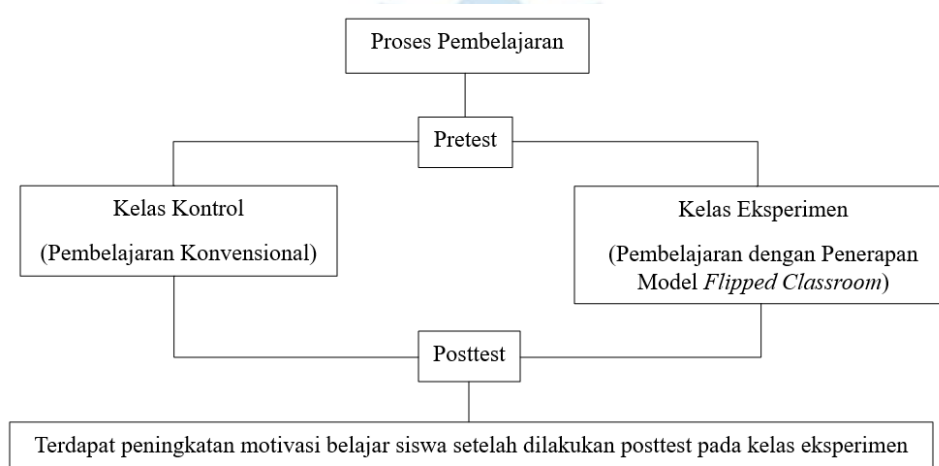 Proses Pembelajaran
Pretest
Kelas Kontrol
(Pembelajaran Konvensional)
Kelas Eksperimen
(Pembelajaran dengan Penerapan
Model Flipped Classroom)
Posttest
Terdapat peningkatan motivasi belajar siswa setelah dilakukan posttest pada kelas eksperimen